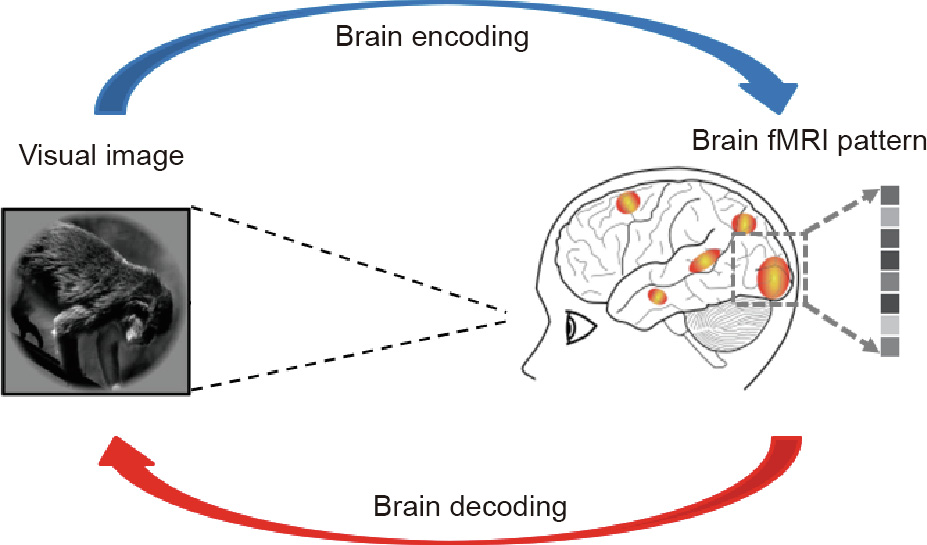 Brain encoding
Visual image
Brain fMRI pattern
Brain decoding